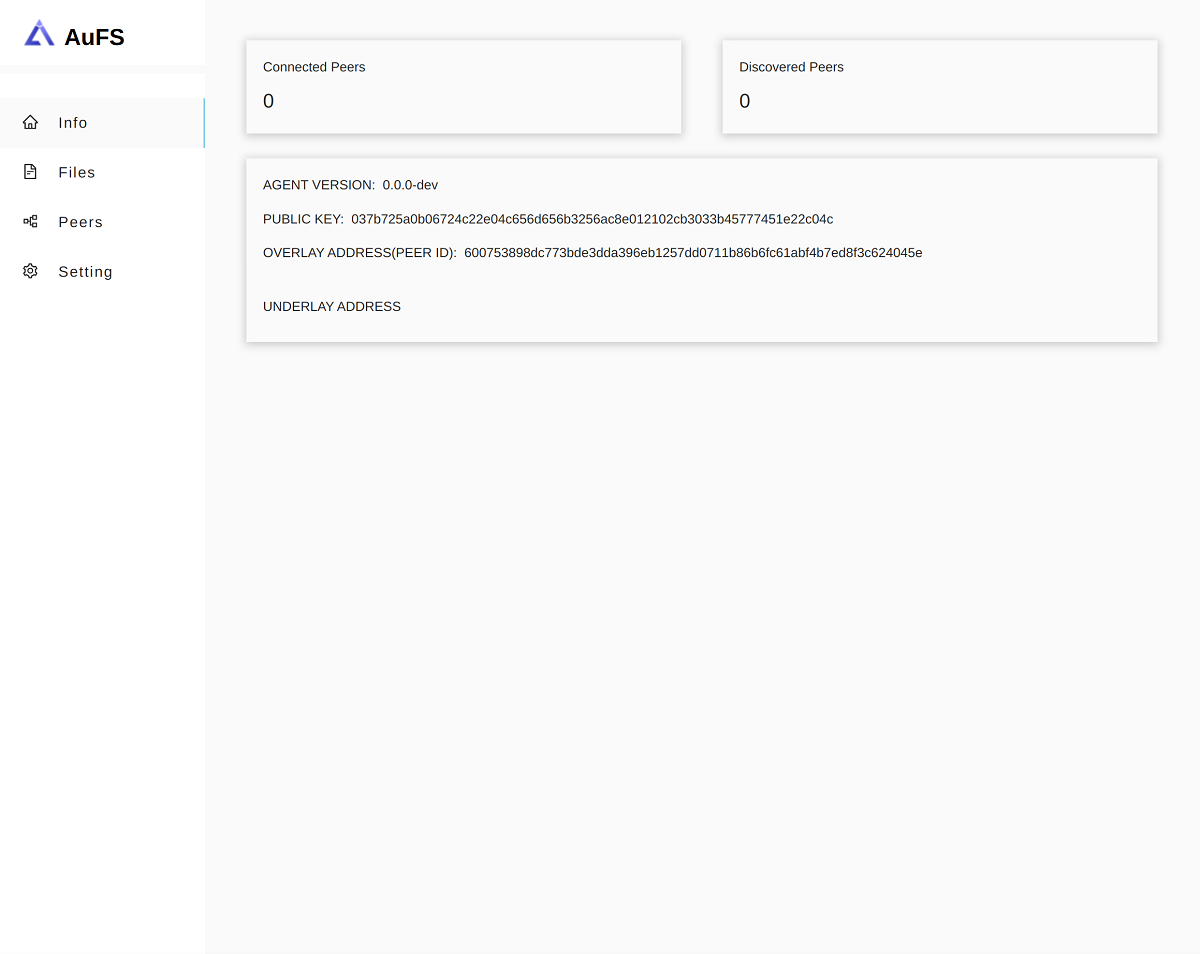 AuFS
Info
Files
Peers
Setting
Connected Peers
0
Discovered Peers
0
AGENT VERSION: 0.0.0-dev
PUBLIC KEY: 037b725a0b06724c22e04c656d656b3256ac8e012102cb3033b45777451e22c04c
OVERLAY ADDRESS(PEER ID): 600753898dc773bde3dda396eb1257dd0711b86b6fc61abf4b7ed8f3c624045e
UNDERLAY ADDRESS